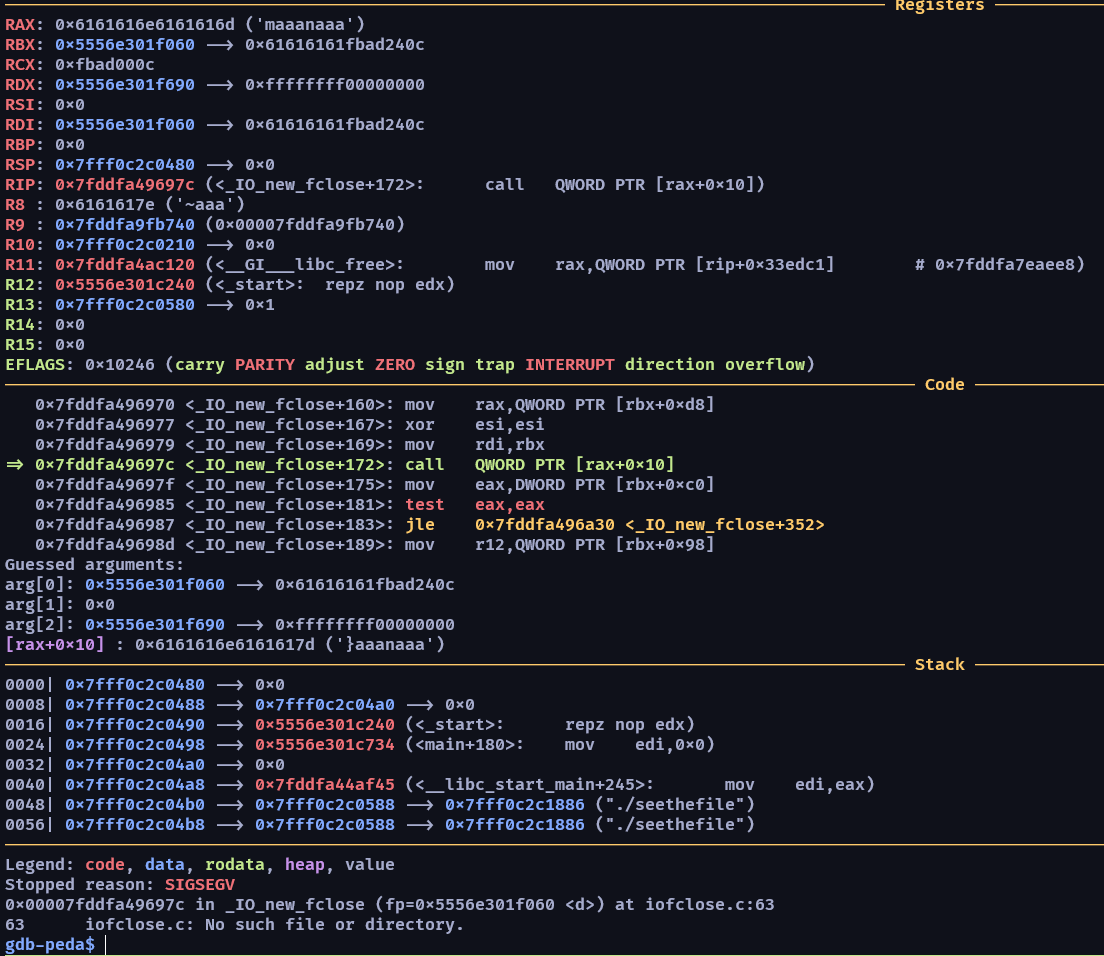 Registers
RAX: 0x6161616e6161616d ('maaanaaa')
RBX: 0x5556e301f060 --> 0x61616161fbad240c
RCX: 0xfbad000c
RDX: 0x5556e301f690 --> 0xffffffff00000000
RSI: 0x0
RDI: 0x5556e301f060 --> 0x61616161fbad240c
RBP: 0x0
RSP: 0x7fff0c2c0480 --> 0x0
RIP: 0x7fddfa49697c (<_IO_new_fclose+172>: call QWORD PTR [rax+0x10])
R8 : 0x6161617e ('~aaa')
R9 : 0x7fddfa9fb740 (0x00007fddfa9fb740)
R10: 0x7fff0c2c0210 --> 0x0
R11: 0x7fddfa4ac120 (<__GI___libc_free>: mov rax,QWORD PTR [rip+0x33edc1] # 0x7fddfa7eaee8)
R12: 0x5556e301c240 (<_start>: repz nop edx)
R13: 0x7fff0c2c0580 --> 0x1
R14: 0x0
R15: 0x0
EFLAGS: 0x10246 (carry PARITY adjust ZERO sign trap INTERRUPT direction overflow)
Code
0x7fddfa496970 <_IO_new_fclose+160>: mov rax,QWORD PTR [rbx+0xd8]
0x7fddfa496977 <_IO_new_fclose+167>: xor esi,esi
0x7fddfa496979 <_IO_new_fclose+169>: mov rdi,rbx
=> 0x7fddfa49697c <_IO_new_fclose+172>: call QWORD PTR [rax+0x10]
0x7fddfa49697f <_IO_new_fclose+175>: mov eax,DWORD PTR [rbx+0xc0]
0x7fddfa496985 <_IO_new_fclose+181>: test eax,eax
0x7fddfa496987 <_IO_new_fclose+183>: jle 0x7fddfa496a30 <_IO_new_fclose+352>
0x7fddfa49698d <_IO_new_fclose+189>: mov r12,QWORD PTR [rbx+0x98]
Guessed arguments:
arg[0]: 0x5556e301f060 --> 0x61616161fbad240c
arg[1]: 0x0
arg[2]: 0x5556e301f690 --> 0xffffffff00000000
[rax+0x10] : 0x6161616e6161617d ('}aaanaaa')
Stack
0000| 0x7fff0c2c0480 --> 0x0
0008| 0x7fff0c2c0488 --> 0x7fff0c2c04a0 --> 0x0
0016| 0x7fff0c2c0490 --> 0x5556e301c240 (<_start>: repz nop edx)
0024| 0x7fff0c2c0498 --> 0x5556e301c734 (<main+180>: mov edi,0x0)
0032| 0x7fff0c2c04a0 --> 0x0
0040| 0x7fff0c2c04a8 --> 0x7fddfa44af45 (<__libc_start_main+245>: mov edi,eax)
0048| 0x7fff0c2c04b0 --> 0x7fff0c2c0588 --> 0x7fff0c2c1886 ("./seethefile")
0056| 0x7fff0c2c04b8 --> 0x7fff0c2c0588 --> 0x7fff0c2c1886 ("./seethefile")
Legend: code, data, rodata, heap, value
Stopped reason: SIGSEGV
0x00007fddfa49697c in _IO_new_fclose (fp=0x5556e301f060 <d>) at iofclose.c:63
63 iofclose.c: No such file or directory.
gdb-peda$